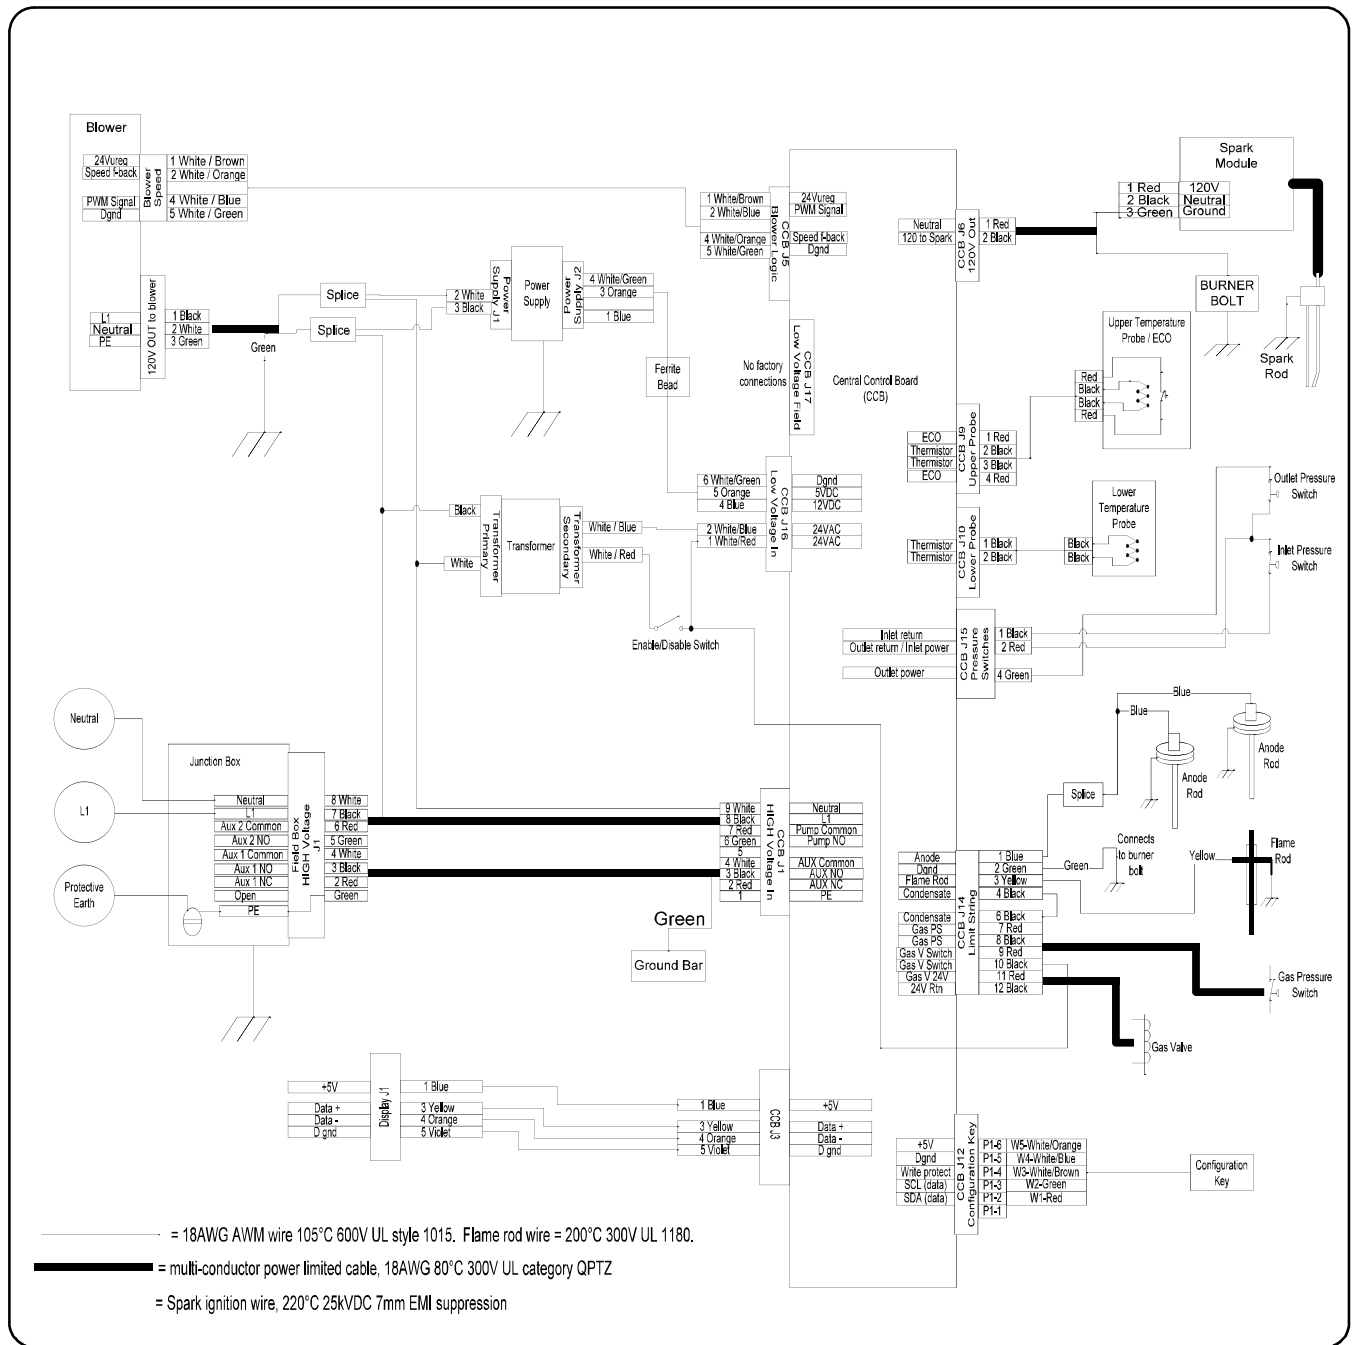 Blower
24Vureg
Speed f-back
PWM Signal
Dgnd
Blower Speed
1 White / Brown
2 White / Orange
4 White / Blue
5 White / Green
L1
Neutral
PE
120V OUT to blower
1 Black
2 White
3 Green
Green
Splice
Splice
2 White
3 Black
Power Supply J1
Power Supply
Power Supply J2
4 White/Green
3 Orange
1 Blue
Ferrite Bead
1 White/Brown
2 White/Blue
4 White/Orange
5 White/Green
CCB J5
Blower Logic
24Vureg
PWM Signal
Speed f-back
Dgnd
No factory connections
CCB J17
Low Voltage Field
Central Control Board
(CCB)
6 White/Green
5 Orange
4 Blue
2 White/Blue
1 White/Red
CCB J16
Low Voltage In
Dgnd
5VDC
12VDC
24VAC
24VAC
Black
White
Transformer Primary
Transformer
Transformer Secondary
White / Blue
White / Red
Enable/Disable Switch
Neutral
120 to Spark
CCB J6
120V Out
1 Red
2 Black
Spark Module
1 Red
2 Black
3 Green
120V
Neutral
Ground
BURNER BOLT
Spark Rod
Upper Temperature Probe / ECO
Red
Black
Black
Red
ECO
Thermistor
Thermistor
ECO
CCB J9
Upper Probe
1 Red
2 Black
3 Black
4 Red
Lower Temperature Probe
Black
Black
Thermistor
Thermistor
CCB J10
Lower Probe
1 Black
2 Black
Outlet Pressure Switch
Inlet Pressure Switch
Inlet return
Outlet return / Inlet power
Outlet power
CCB J15
Pressure Switches
1 Black
2 Red
4 Green
Neutral
L1
Protective Earth
Junction Box
Neutral
L1
Aux 2 Common
Aux 2 NO
Aux 1 Common
Aux 1 NO
Aux 1 NC
Open
PE
Field Box
HIGH Voltage
J1
8 White
7 Black
6 Red
5 Green
4 White
3 Black
2 Red
Green
9 White
8 Black
7 Red
6 Green
5
4 White
3 Black
2 Red
1
CCB J1
HIGH Voltage In
Neutral
L1
Pump Common
Pump NO
AUX Common
AUX NO
AUX NC
PE
Green
Ground Bar
Blue
Blue
Anode Rod
Anode Rod
Splice
Connects to burner bolt
Green
Yellow
Flame Rod
Anode
Dgnd
Flame Rod
Condensate
Condensate
Gas PS
Gas PS
Gas V Switch
Gas V Switch
Gas V 24V
24V Rtn
CCB J14
Limit String
1 Blue
2 Green
3 Yellow
4 Black
6 Black
7 Red
8 Black
9 Red
10 Black
11 Red
12 Black
Gas Pressure Switch
Gas Valve
+5V
Data +
Data -
D gnd
Display J1
1 Blue
3 Yellow
4 Orange
5 Violet
1 Blue
3 Yellow
4 Orange
5 Violet
CCB J3
+5V
Data +
Data -
D gnd
+5V
Dgnd
Write protect
SCL (data)
SDA (data)
CCB J12
Configuration Key
P1-6
P1-5
P1-4
P1-3
P1-2
P1-1
W5-White/Orange
W4-White/Blue
W3-White/Brown
W2-Green
W1-Red
Configuration Key
= 18AWG AWM wire 105°C 600V UL style 1015. Flame rod wire = 200°C 300V UL 1180.
= multi-conductor power limited cable, 18AWG 80°C 300V UL category QPTZ
= Spark ignition wire, 220°C 25kVDC 7mm EMI suppression